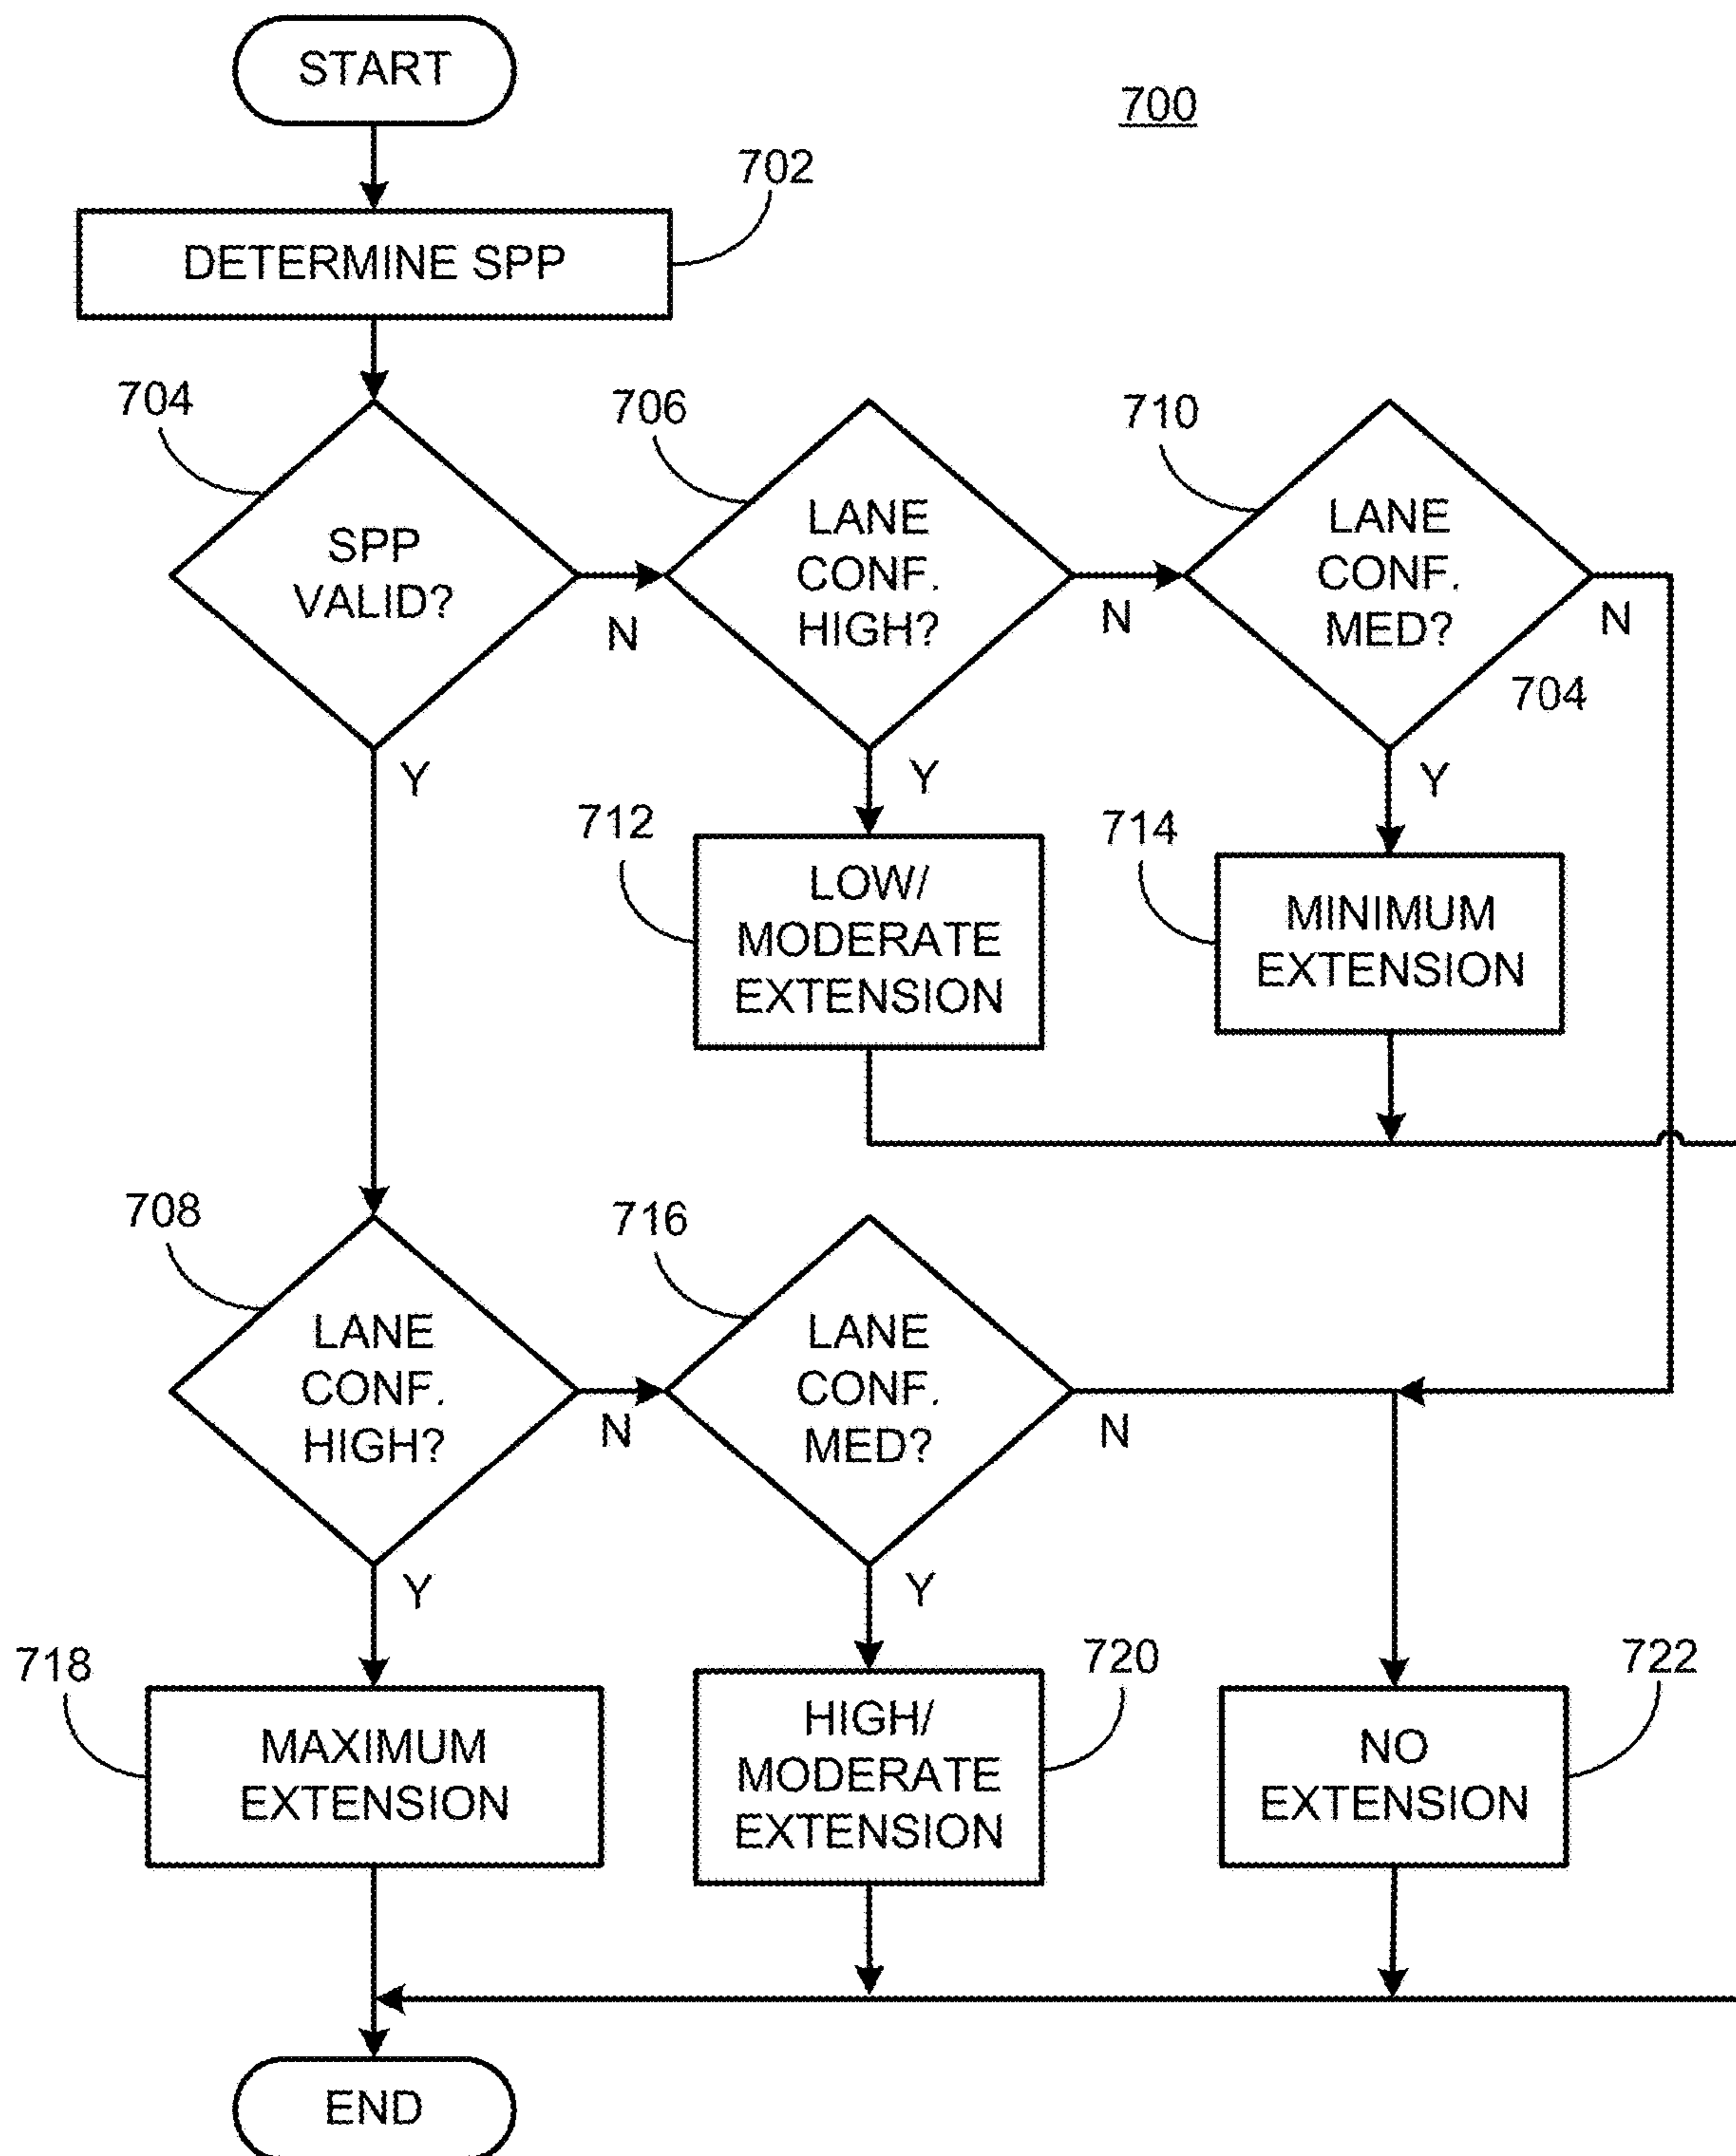 START
700
702
DETERMINE SPP
704
706
710
SPP
VALID?
LANE
CONF.
HIGH?
LANE
CONF.
MED?
N
N
N
704
Y
Y
Y
712
714
LOW/
MODERATE
EXTENSION
MINIMUM
EXTENSION
708
716
LANE
CONF.
HIGH?
LANE
CONF.
MED?
N
N
Y
Y
718
720
722
MAXIMUM
EXTENSION
HIGH/
MODERATE
EXTENSION
NO
EXTENSION
END